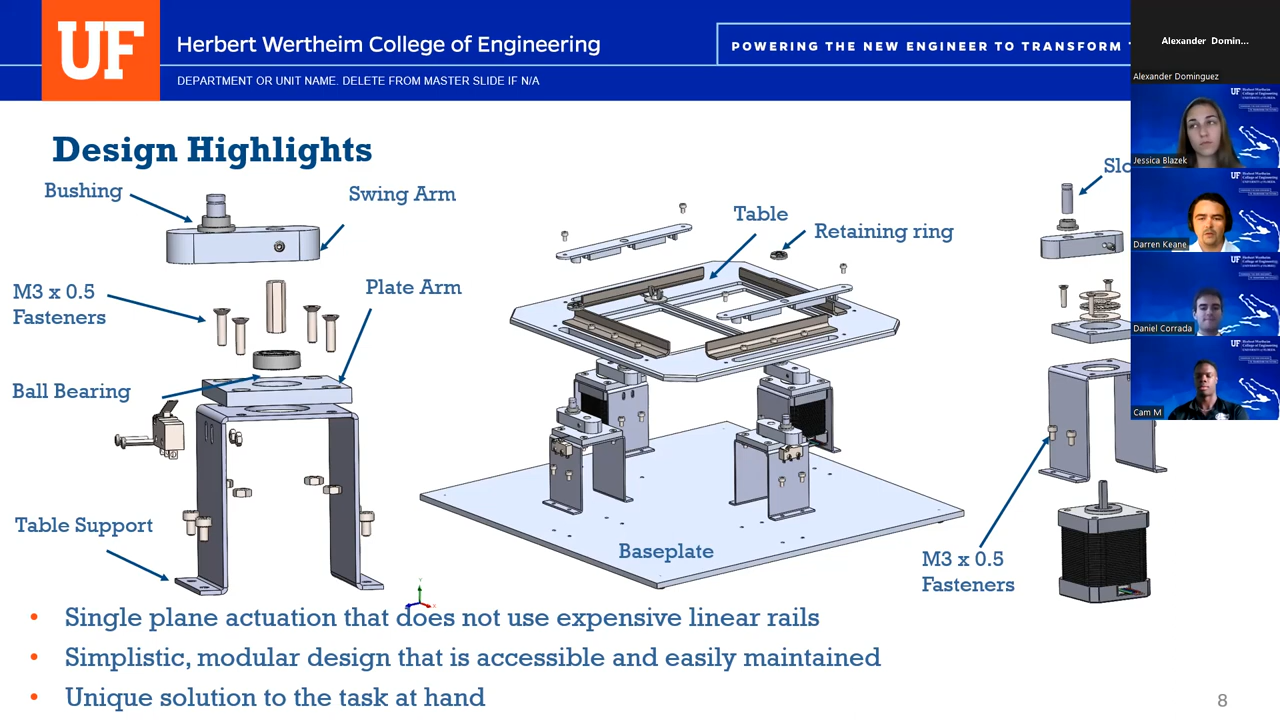 UF
Herbert Wertheim College of Engineering
POWERING THE NEW ENGINEER TO TRANSFORM
DEPARTMENT OR UNIT NAME. DELETE FROM MASTER SLIDE IF N/A
Alexander Domin...
Alexander Dominguez
Jessica Blazek
Darren Keane
Daniel Corrada
Cam M
Design Highlights
Bushing
Swing Arm
M3 x 0.5
Fasteners
Plate Arm
Ball Bearing
Table Support
Table
Retaining ring
Baseplate
Slo
M3 x 0.5
Fasteners
• Single plane actuation that does not use expensive linear rails
• Simplistic, modular design that is accessible and easily maintained
• Unique solution to the task at hand
8